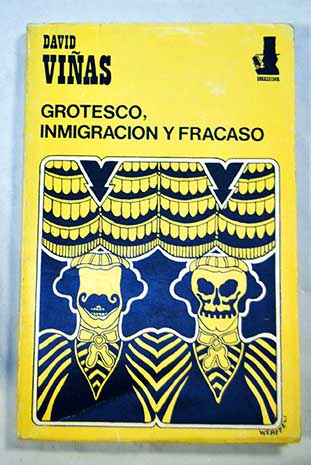 DAVID
VIÑAS
GROTESCO,
INMIGRACION Y FRACASO